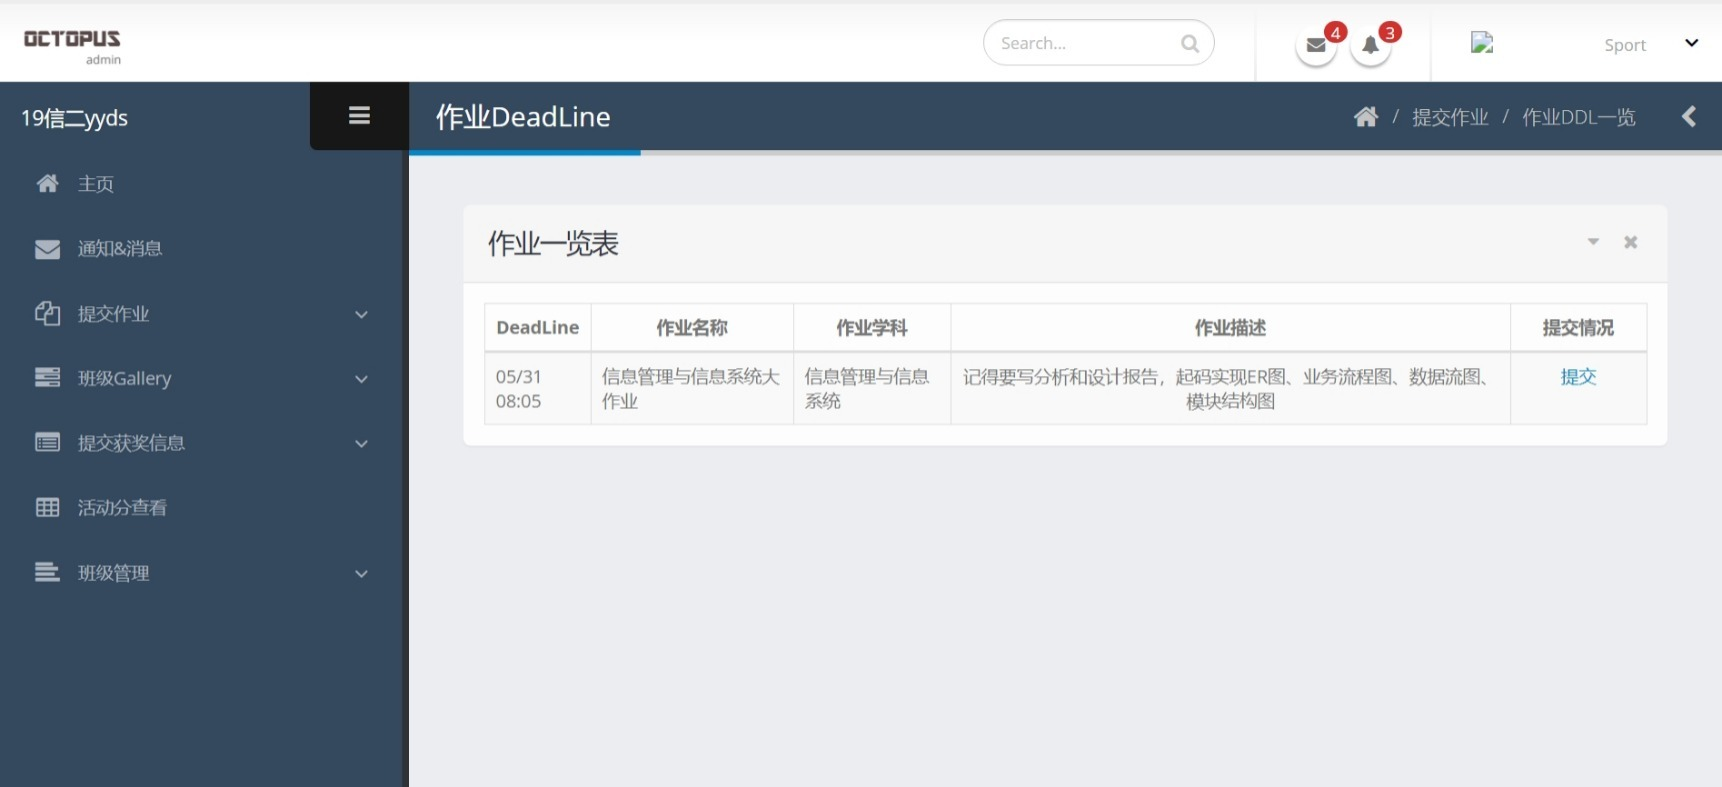 OCTOPUS
admin
Search...
4
3
Sport
19信二yyds
作业DeadLine
/ 提交作业 / 作业DDL一览
主页
通知&消息
提交作业
班级Gallery
提交获奖信息
活动分查看
班级管理
作业一览表
DeadLine 作业名称 作业学科 作业描述 提交情况
05/31 信息管理与信息系统大 信息管理与信息 记得要写分析和设计报告，起码实现ER图、业务流程图、数据流图、 提交
08:05 作业 系统 模块结构图